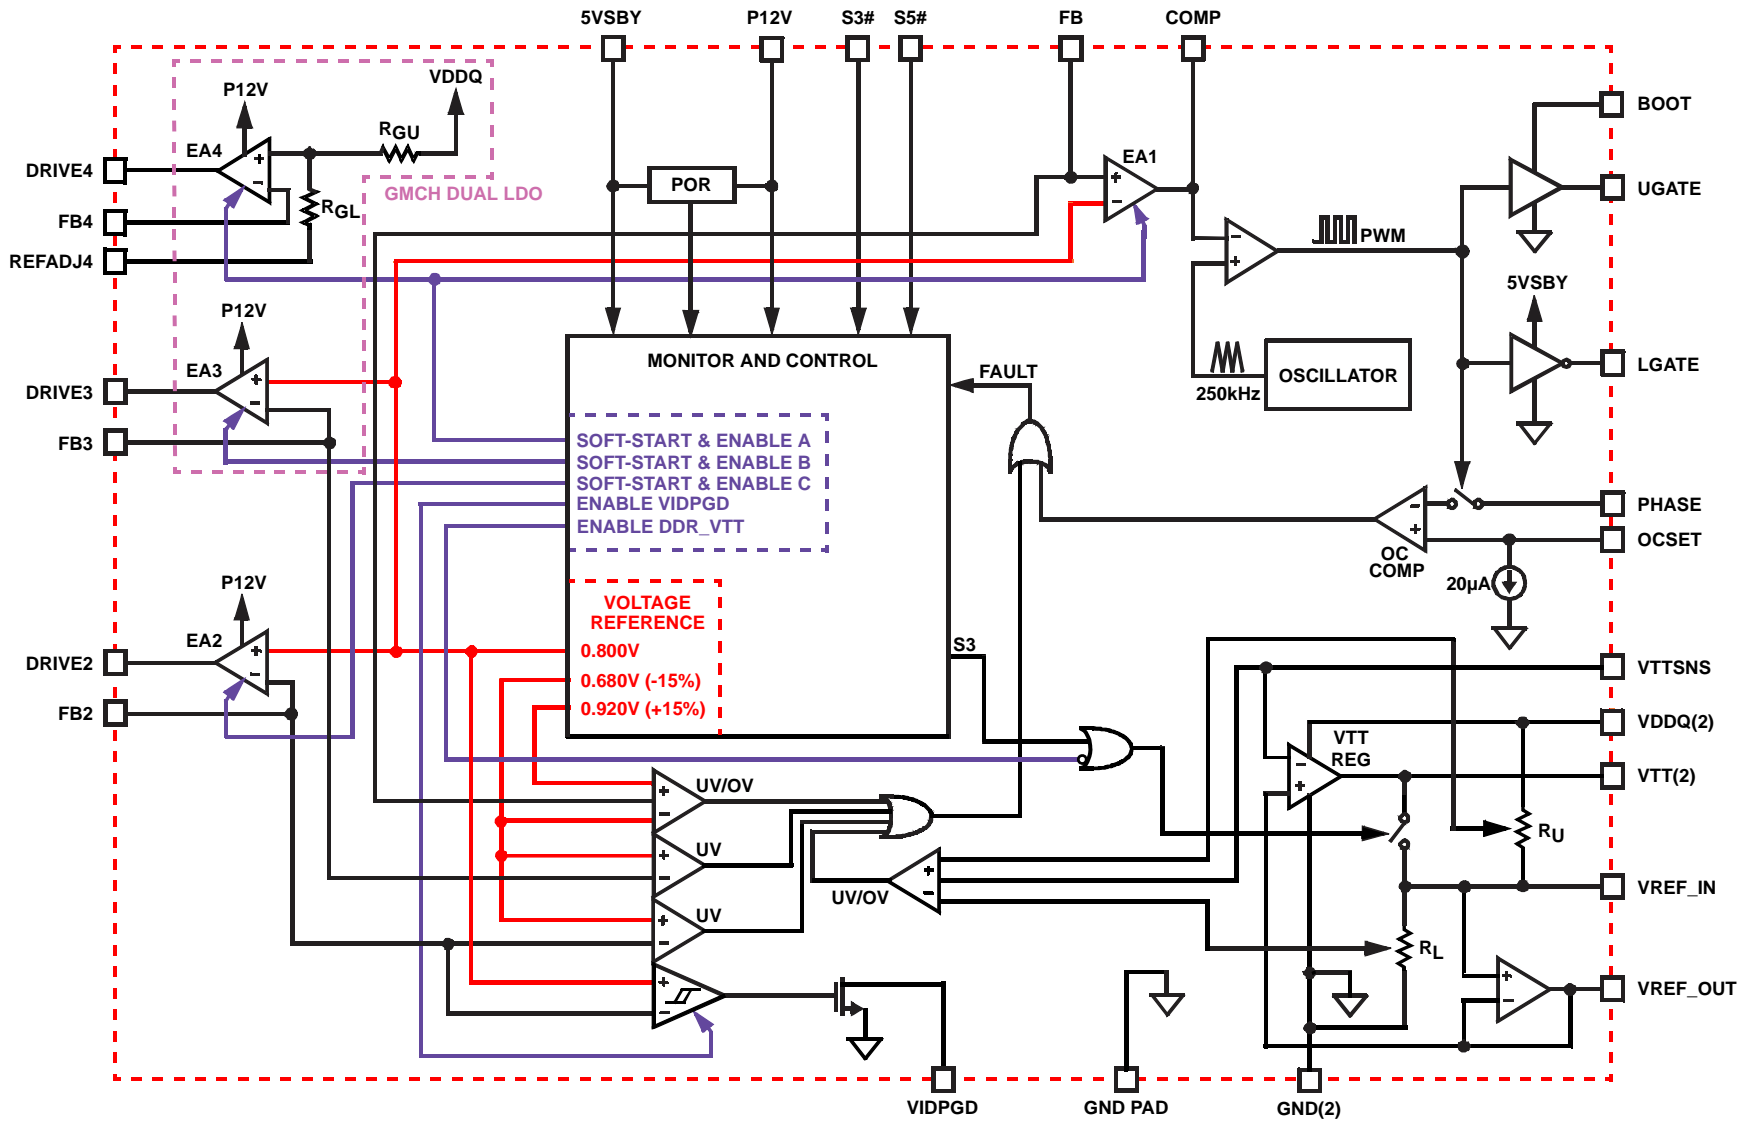 5VSBY
P12V
S3#
S5#
FB
COMP
VDDQ
P12V
RGU
EA4
+
-
DRIVE4
GMCH DUAL LDO
RGL
FB4
REFADJ4
POR
EA1
+
-
BOOT
UGATE
-
+
PWM
5VSBY
P12V
EA3
+
-
DRIVE3
FB3
MONITOR AND CONTROL
FAULT
250kHz
OSCILLATOR
LGATE
SOFT-START & ENABLE A
SOFT-START & ENABLE B
SOFT-START & ENABLE C
ENABLE VIDPGD
ENABLE DDR_VTT
-
+
OC
COMP
PHASE
OCSET
20µA
P12V
EA2
+
-
DRIVE2
FB2
VOLTAGE
REFERENCE
0.800V
0.680V (-15%)
0.920V (+15%)
S3
VTTSNS
VDDQ(2)
VTT
REG
-
+
VTT(2)
+
-
UV/OV
+
-
UV
+
-
UV
+
-
UV/OV
+
-
RU
VREF_IN
RL
+
-
VREF_OUT
VIDPGD
GND PAD
GND(2)